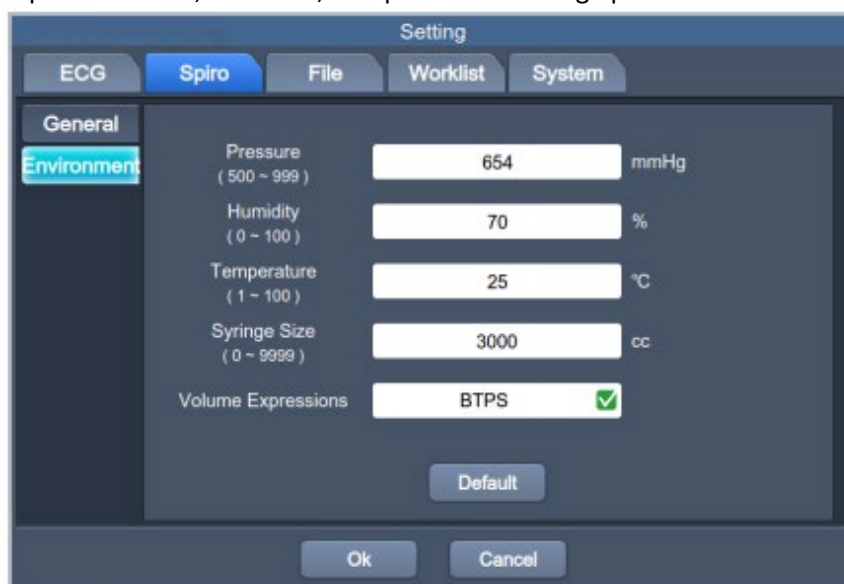 Setting
ECG Spiro File Worklist System
General
Environment
Pressure 654 mmHg
( 500 ~ 999 )
Humidity 70 %
( 0 ~ 100 )
Temperature 25 °C
( 1 ~ 100 )
Syringe Size 3000 cc
( 0 ~ 9999 )
Volume Expressions BTPS
Default
Ok Cancel